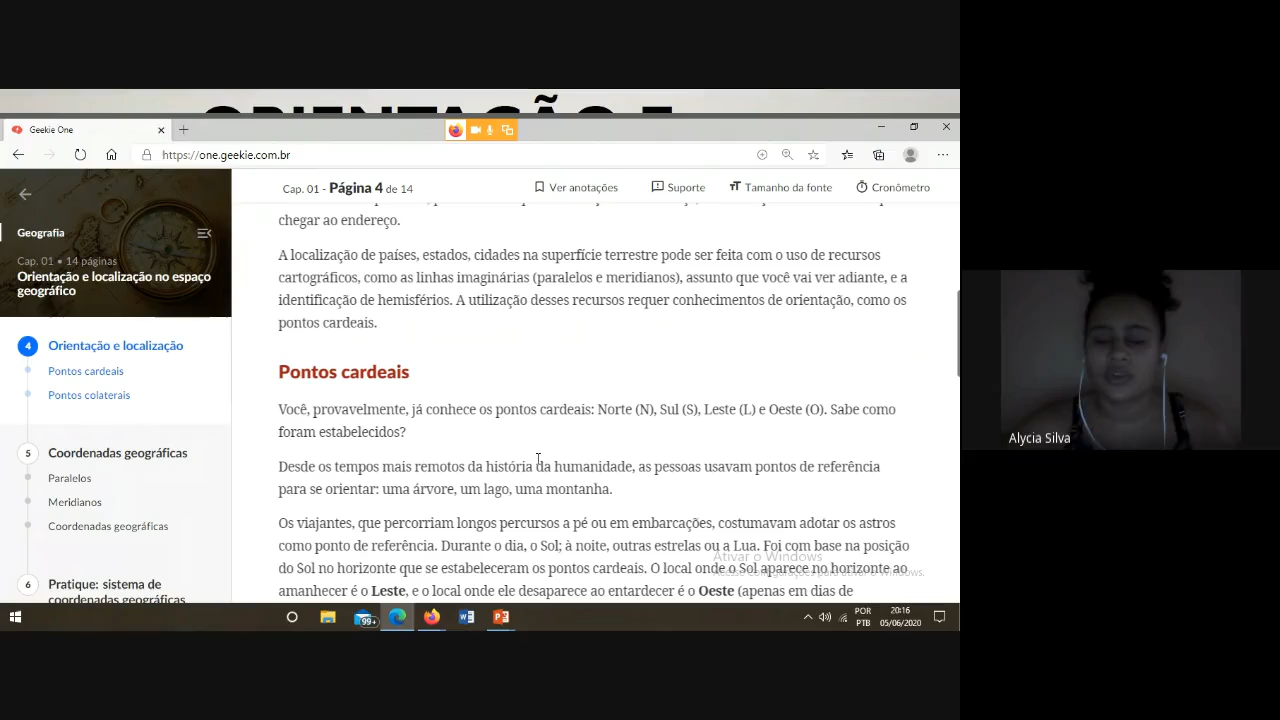 ORIENTAÇÃO E
Geekie One
https://one.geekie.com.br
Cap. 01 - Página 4 de 14
Ver anotações
Suporte
Tamanho da fonte
Cronômetro
Geografia
Cap. 01 • 14 páginas
Orientação e localização no espaço
geográfico
4
Orientação e localização
Pontos cardeais
Pontos colaterais
5
Coordenadas geográficas
Paralelos
Meridianos
Coordenadas geográficas
6
Pratique: sistema de
coordenadas geográficas
chegar ao endereço.
A localização de países, estados, cidades na superfície terrestre pode ser feita com o uso de recursos
cartográficos, como as linhas imaginárias (paralelos e meridianos), assunto que você vai ver adiante, e a
identificação de hemisférios. A utilização desses recursos requer conhecimentos de orientação, como os
pontos cardeais.
Pontos cardeais
Você, provavelmente, já conhece os pontos cardeais: Norte (N), Sul (S), Leste (L) e Oeste (O). Sabe como
foram estabelecidos?
Desde os tempos mais remotos da história da humanidade, as pessoas usavam pontos de referência
para se orientar: uma árvore, um lago, uma montanha.
Os viajantes, que percorriam longos percursos a pé ou em embarcações, costumavam adotar os astros
como ponto de referência. Durante o dia, o Sol; à noite, outras estrelas ou a Lua. Foi com base na posição
do Sol no horizonte que se estabeleceram os pontos cardeais. O local onde o Sol aparece no horizonte ao
amanhecer é o Leste, e o local onde ele desaparece ao entardecer é o Oeste (apenas em dias de
Ativar o Windows
Acesse Configurações para ativar o Windows.
99+
POR
PTB
20:16
05/06/2020
Alycia Silva